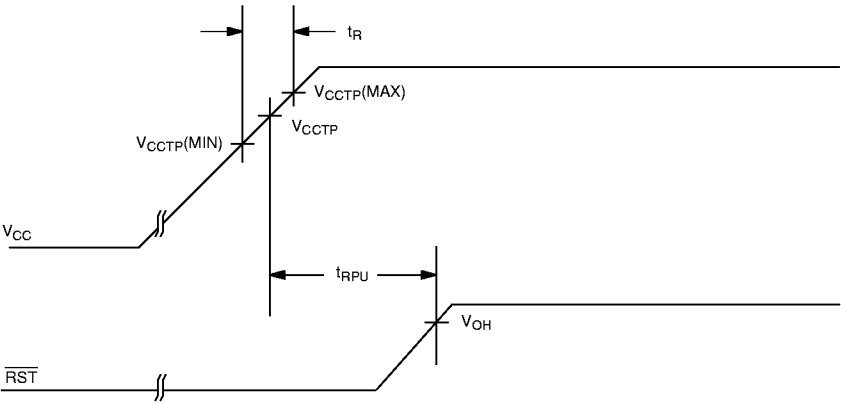 tR
VCCTP(MAX)
VCCTP
VCCTP(MIN)
VCC
tRPU
VOH
RST